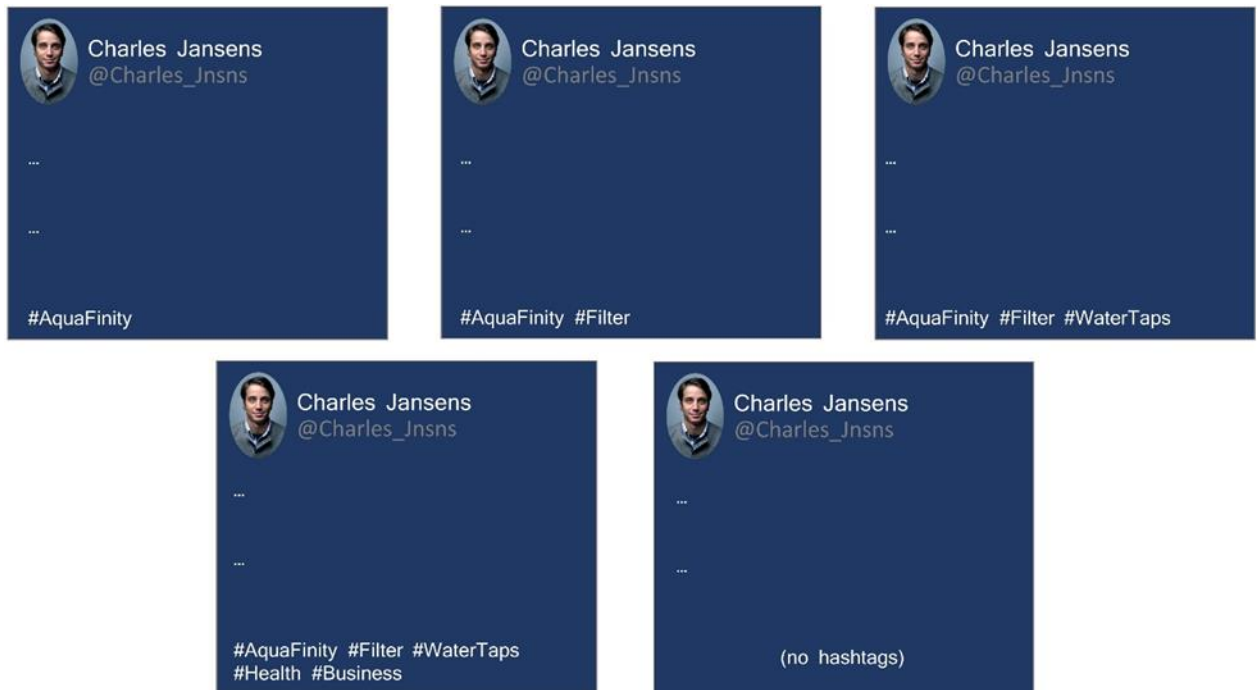 Charles Jansens
@Charles_Jnsns
...
...
#AquaFinity
Charles Jansens
@Charles_Jnsns
...
...
#AquaFinity #Filter
Charles Jansens
@Charles_Jnsns
...
...
#AquaFinity #Filter #WaterTaps
Charles Jansens
@Charles_Jnsns
...
...
#AquaFinity #Filter #WaterTaps
#Health #Business
Charles Jansens
@Charles_Jnsns
...
...
(no hashtags)